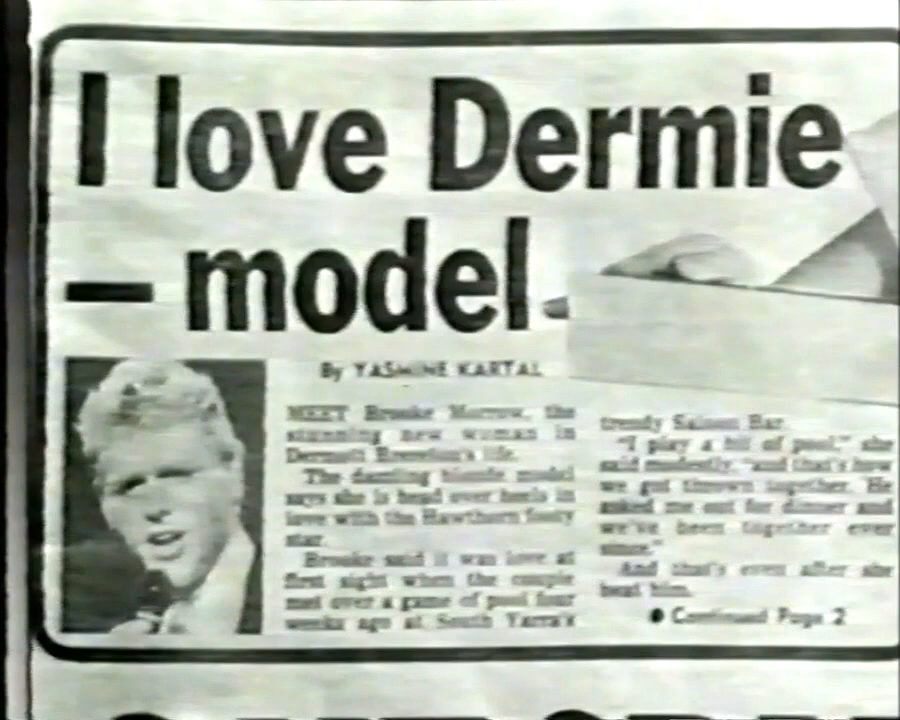 I love Dermie
– model
By YASMINE KARTAL
MEET Brooke Morrow, the
stunning new woman in
Dermott Brereton's life.
The dazzling blonde model
says she is head over heels in
love with the Hawthorn footy
star.
Brooke said it was love at
first sight when the couple
met over a game of pool four
weeks ago at South Yarra's
trendy Saloon Bar.
"I play a bit of pool," she
said modestly, "and that's how
we got thrown together. He
asked me out for dinner and
we've been together ever
since."
And that's even after she
beat him.
● Continued Page 2